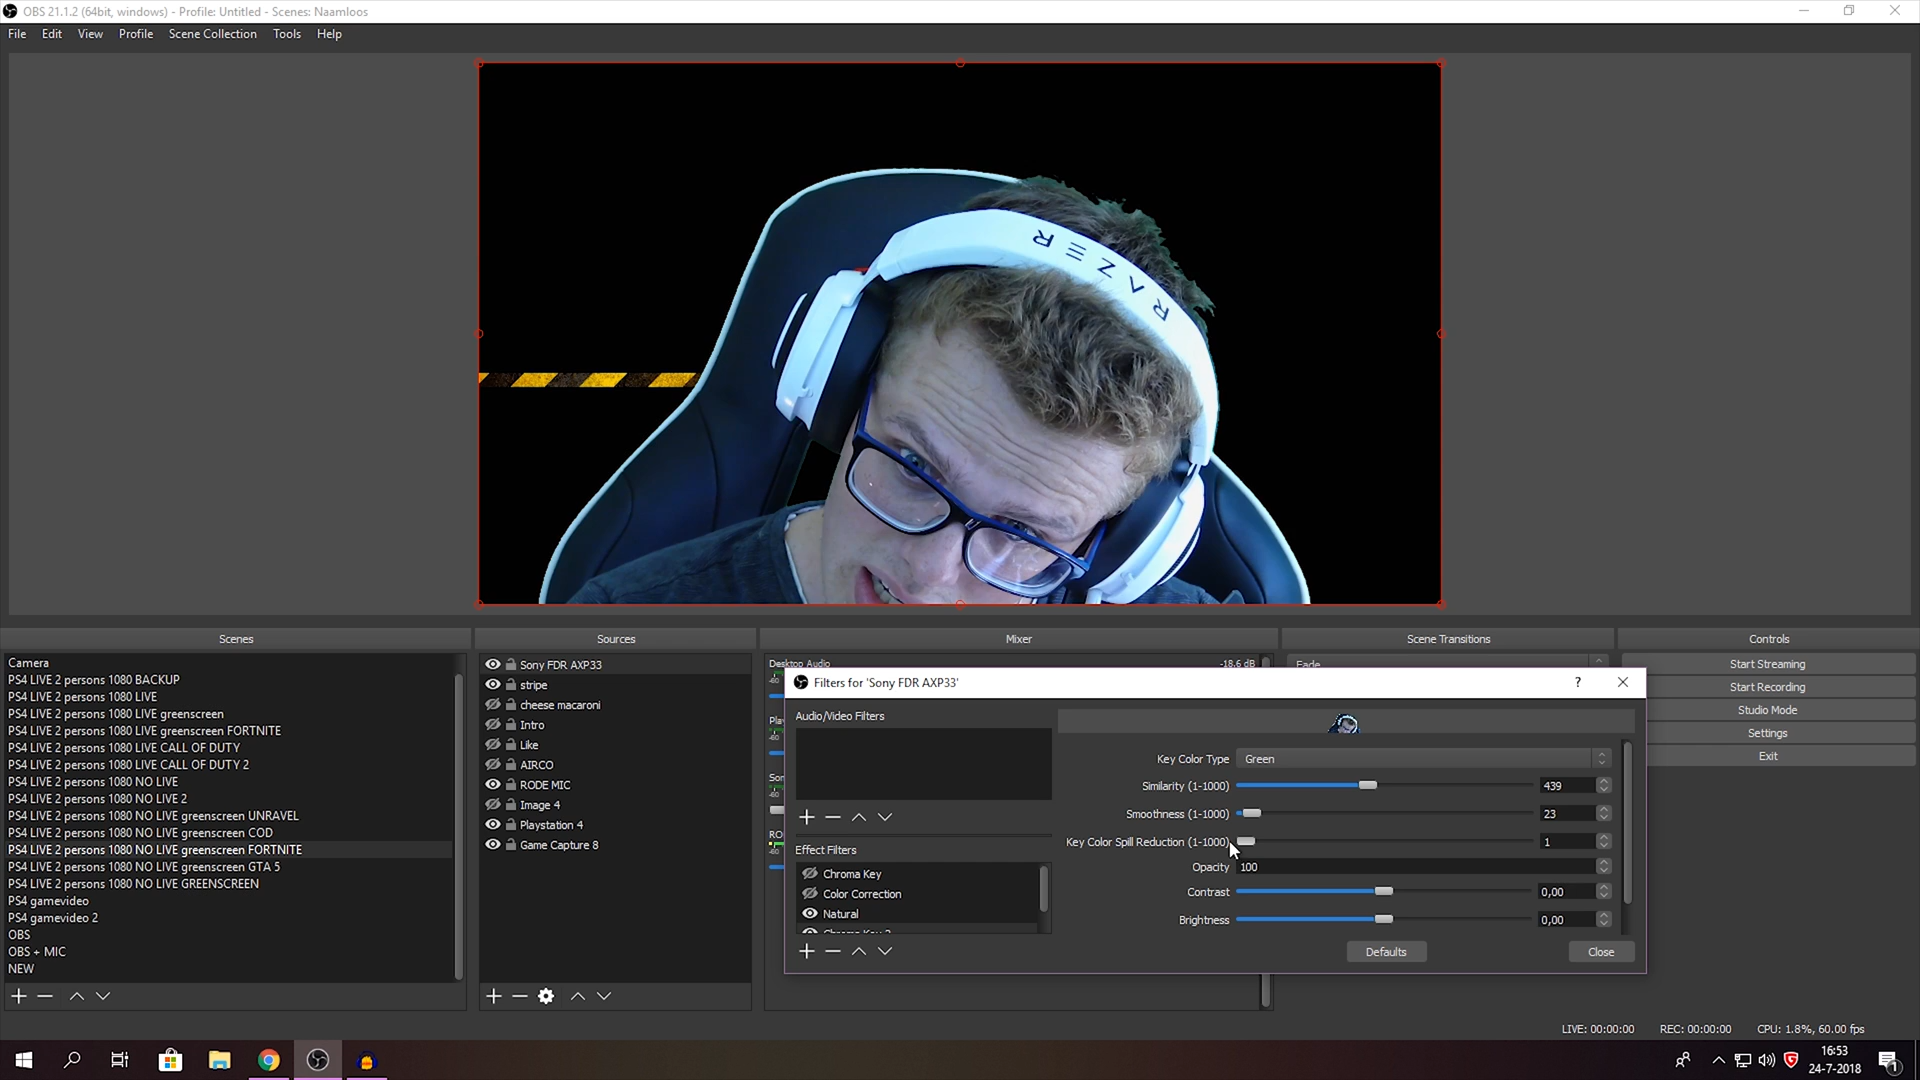 OBS 21.1.2 (64bit, windows) - Profile: Untitled - Scenes: Naamloos
File Edit View Profile Scene Collection Tools Help
RAZER
Scenes
Camera
PS4 LIVE 2 persons 1080 BACKUP
PS4 LIVE 2 persons 1080 LIVE
PS4 LIVE 2 persons 1080 LIVE greenscreen
PS4 LIVE 2 persons 1080 LIVE greenscreen FORTNITE
PS4 LIVE 2 persons 1080 LIVE CALL OF DUTY
PS4 LIVE 2 persons 1080 LIVE CALL OF DUTY 2
PS4 LIVE 2 persons 1080 NO LIVE
PS4 LIVE 2 persons 1080 NO LIVE 2
PS4 LIVE 2 persons 1080 NO LIVE greenscreen UNRAVEL
PS4 LIVE 2 persons 1080 NO LIVE greenscreen COD
PS4 LIVE 2 persons 1080 NO LIVE greenscreen FORTNITE
PS4 LIVE 2 persons 1080 NO LIVE greenscreen GTA 5
PS4 LIVE 2 persons 1080 NO LIVE GREENSCREEN
PS4 gamevideo
PS4 gamevideo 2
OBS
OBS + MIC
NEW
Sources
Sony FDR AXP33
stripe
cheese macaroni
Intro
Like
AIRCO
RODE MIC
Image 4
Playstation 4
Game Capture 8
Mixer
Desktop Audio -18.6 dB
-60
Pla
-60
Son
-60
RO
-60
Scene Transitions
Fade
Controls
Start Streaming
Start Recording
Studio Mode
Settings
Exit
Filters for 'Sony FDR AXP33'
?
Audio/Video Filters
Effect Filters
Chroma Key
Color Correction
Natural
Chroma Key 2
Key Color Type Green
Similarity (1-1000) 439
Smoothness (1-1000) 23
Key Color Spill Reduction (1-1000) 1
Opacity 100
Contrast 0,00
Brightness 0,00
Defaults
Close
LIVE: 00:00:00 REC: 00:00:00 CPU: 1.8%, 60.00 fps
16:53
24-7-2018
1